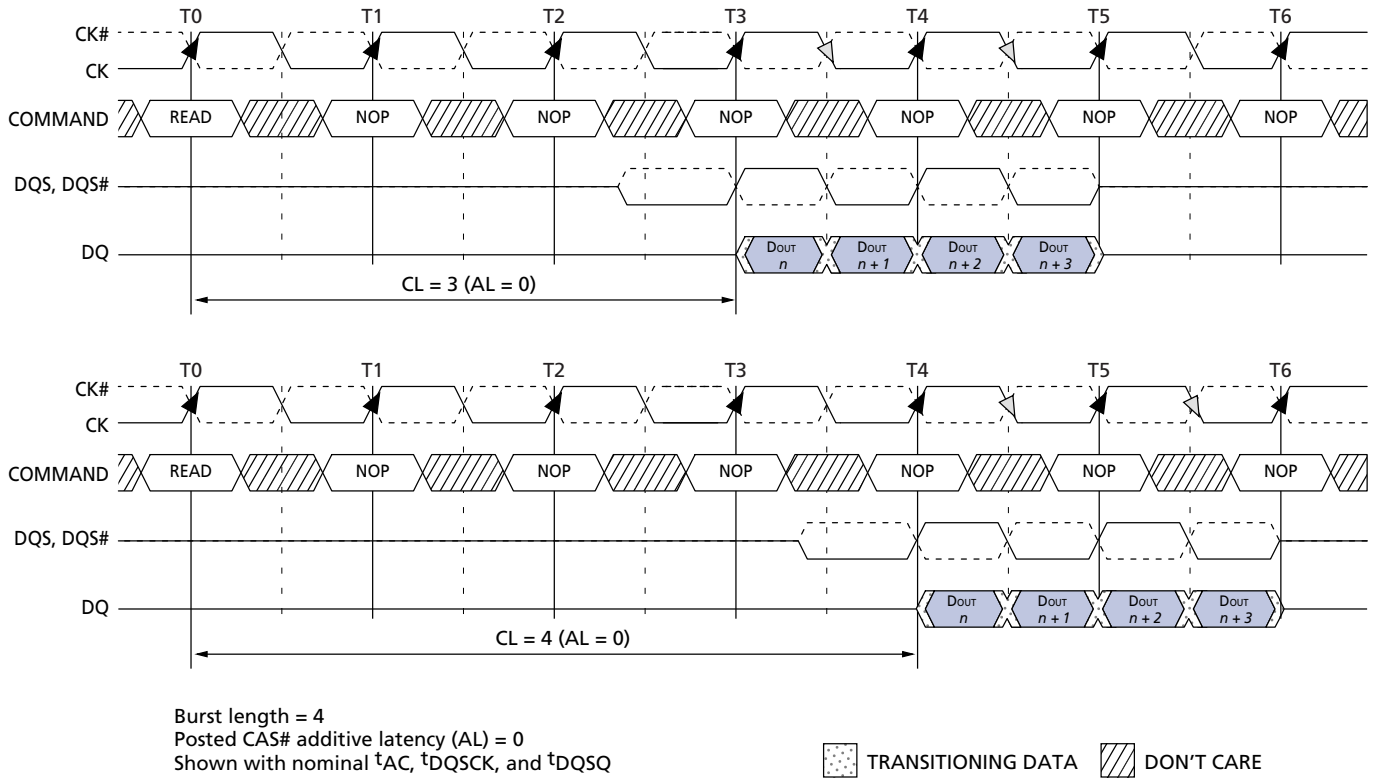 T0 T1 T2 T3 T4 T5 T6
CK#
CK
COMMAND READ NOP NOP NOP NOP NOP NOP
DQS, DQS#
DQ DOUT n DOUT n + 1 DOUT n + 2 DOUT n + 3
CL = 3 (AL = 0)
T0 T1 T2 T3 T4 T5 T6
CK#
CK
COMMAND READ NOP NOP NOP NOP NOP NOP
DQS, DQS#
DQ DOUT n DOUT n + 1 DOUT n + 2 DOUT n + 3
CL = 4 (AL = 0)
Burst length = 4
Posted CAS# additive latency (AL) = 0
Shown with nominal tAC, tDQSCK, and tDQSQ
TRANSITIONING DATA DON'T CARE